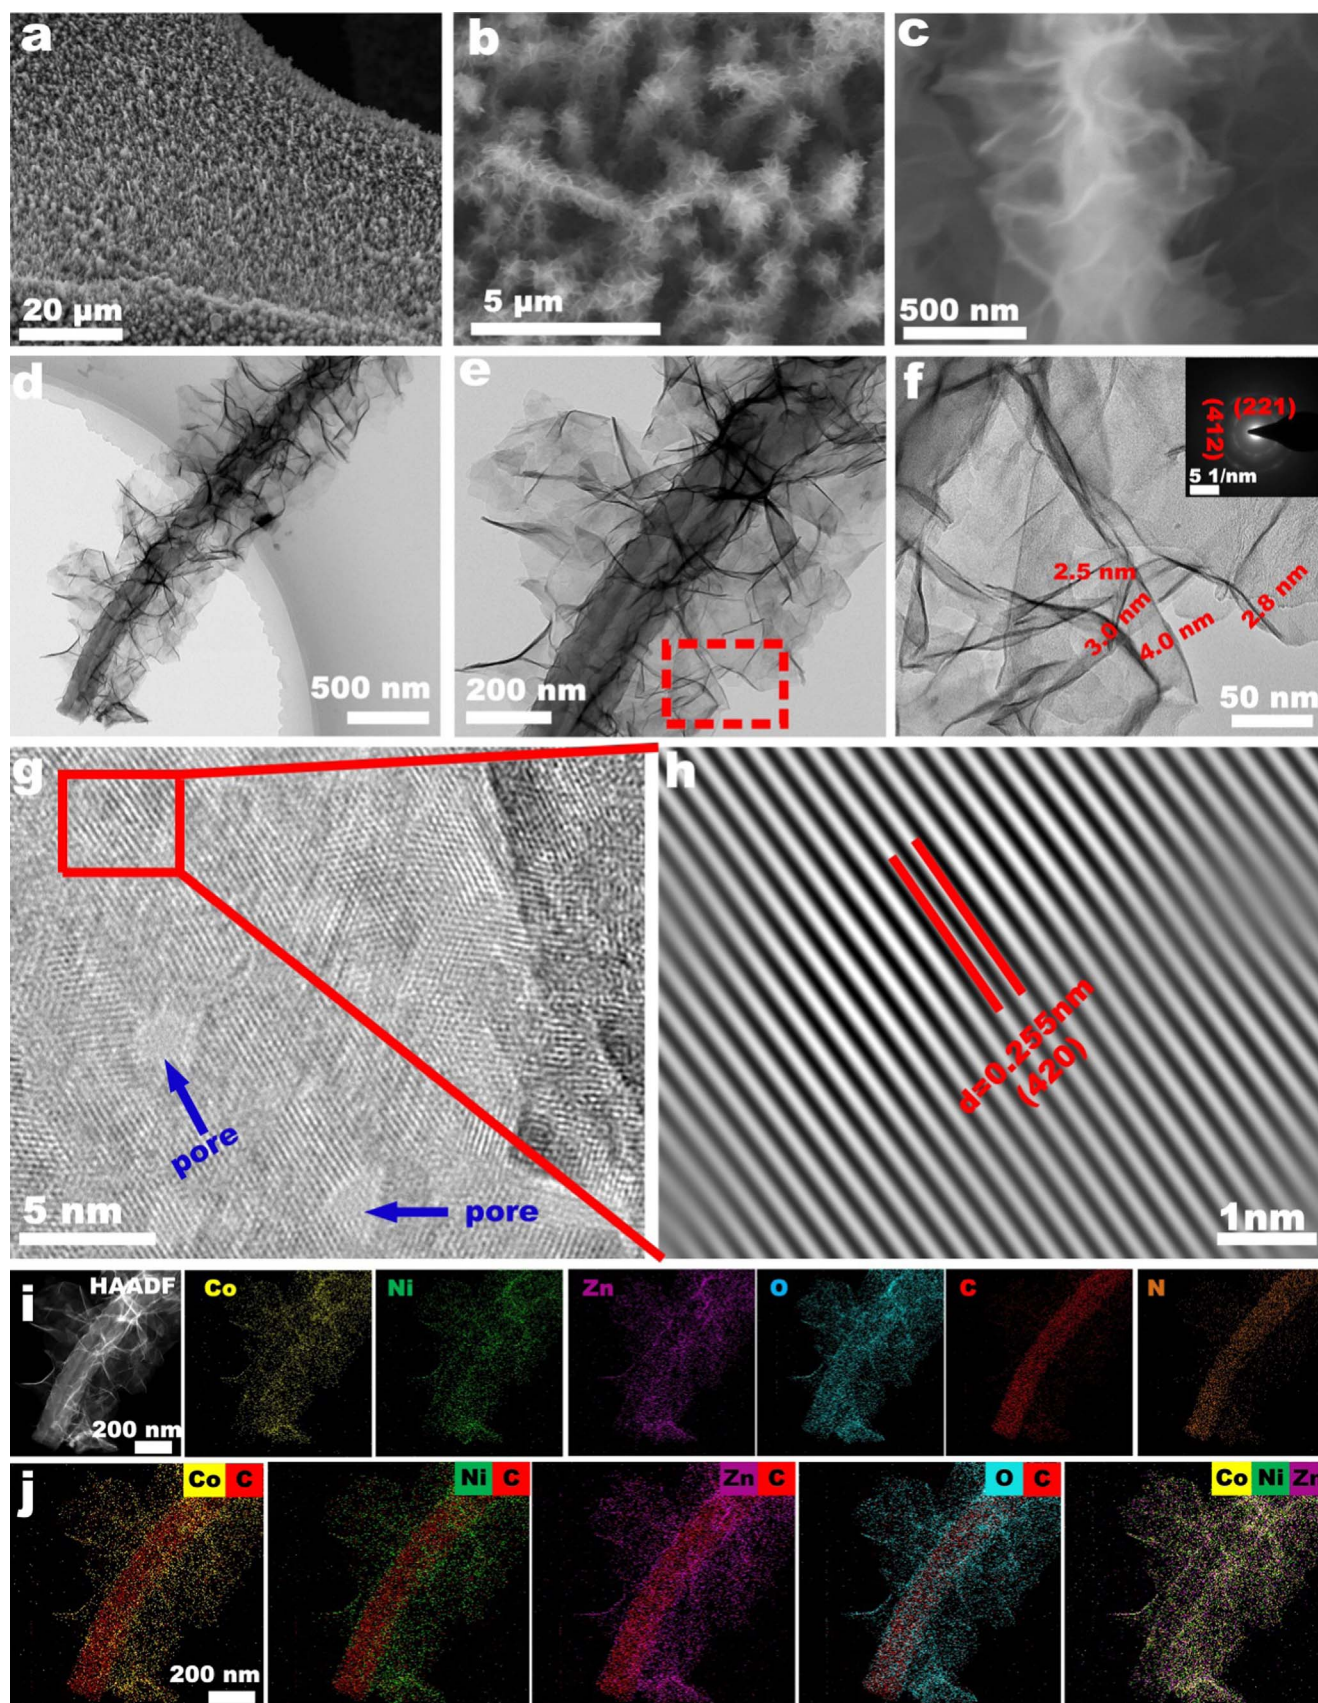 a
20 μm
b
5 μm
c
500 nm
d
500 nm
e
200 nm
f
(412)
(221)
5 1/nm
2.5 nm
3.0 nm
4.0 nm
2.8 nm
50 nm
g
pore
pore
5 nm
h
d=0.255nm
(420)
1nm
i
HAADF
200 nm
Co
Ni
Zn
O
C
N
j
Co C
200 nm
Ni C
Zn C
O C
Co Ni Zn